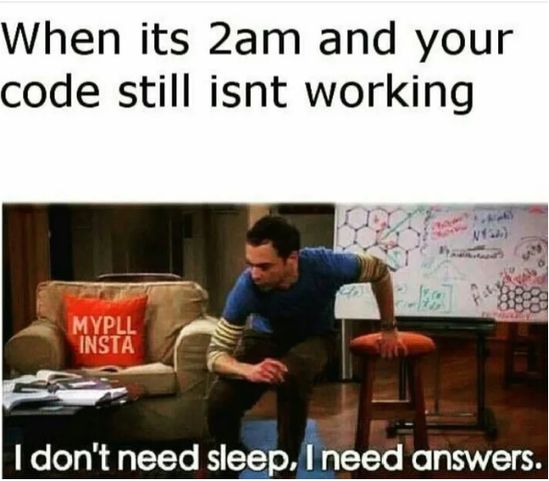 When its 2am and your
code still isnt working
MYPLL
INSTA
I don't need sleep, I need answers.